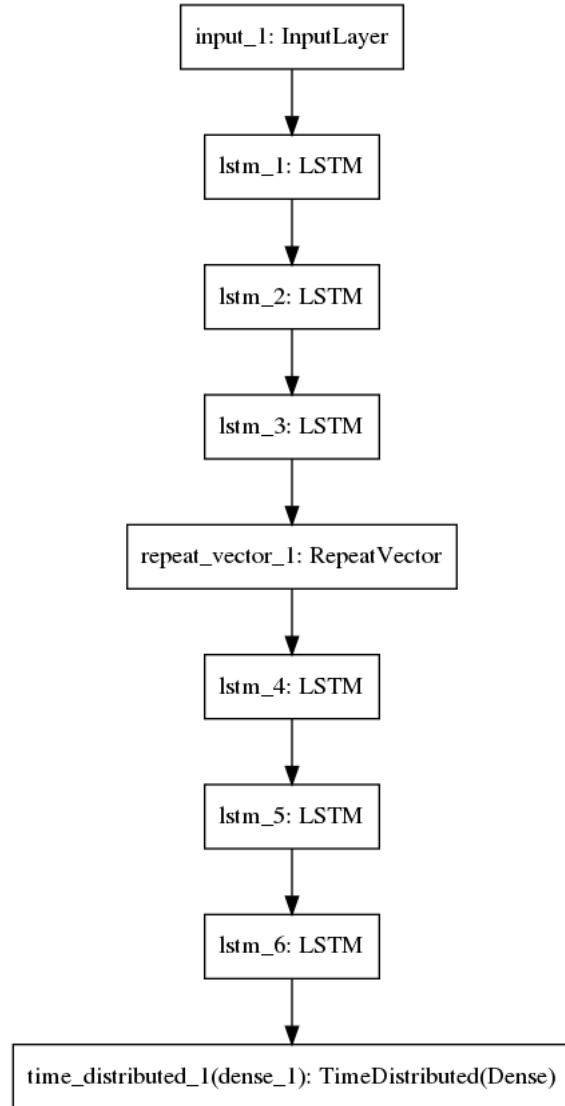 input_1: InputLayer
lstm_1: LSTM
lstm_2: LSTM
lstm_3: LSTM
repeat_vector_1: RepeatVector
lstm_4: LSTM
lstm_5: LSTM
lstm_6: LSTM
time_distributed_1(dense_1): TimeDistributed(Dense)